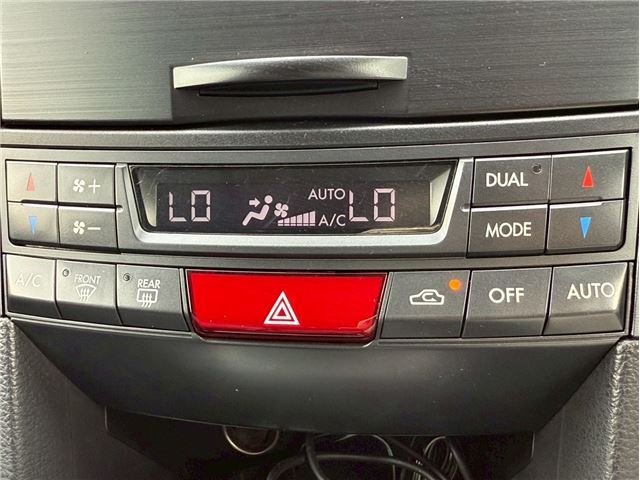 DUAL
AUTO
LO LO
A/C
MODE
A/C FRONT REAR OFF AUTO